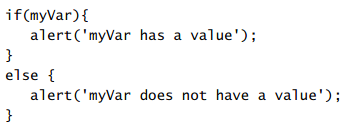 if(myVar){
   alert('myVar has a value');
}
else {
   alert('myVar does not have a value');
}